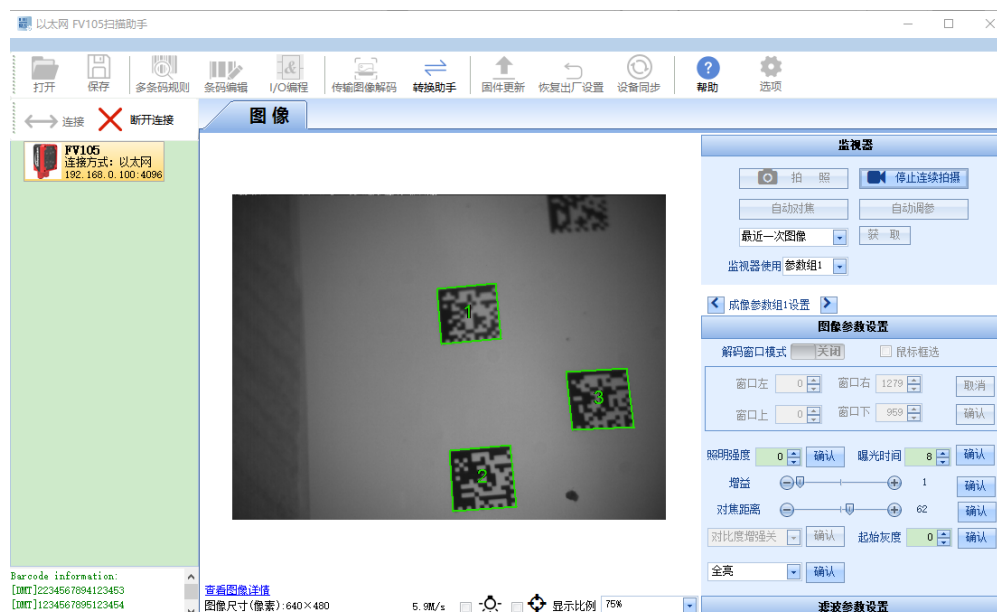 以太网 FV105扫描助手
打开 保存 多条码规则 条码编辑 I/O编程 传输图像解码 转换助手 固件更新 恢复出厂设置 设备同步 帮助 选项
连接 断开连接
图像
FV105
连接方式：以太网
192.168.0.100:4096
1
3
2
监视器
拍 照 停止连续拍摄
自动对焦 自动调参
最近一次图像 获 取
监视器使用 参数组1
成像参数组1设置
图像参数设置
解码窗口模式 关闭 鼠标框选
窗口左 0 窗口右 1279 取消
窗口上 0 窗口下 959 确认
照明强度 0 确认 曝光时间 8 确认
增益 1 确认
对焦距离 62 确认
对比度增强关 确认 起始灰度 0 确认
全亮 确认
滤波参数设置
Barcode information:
[DMT]2234567894123453
[DMT]1234567895123454
查看图像详情
图像尺寸(像素):640×480 5.9M/s 显示比例 75%